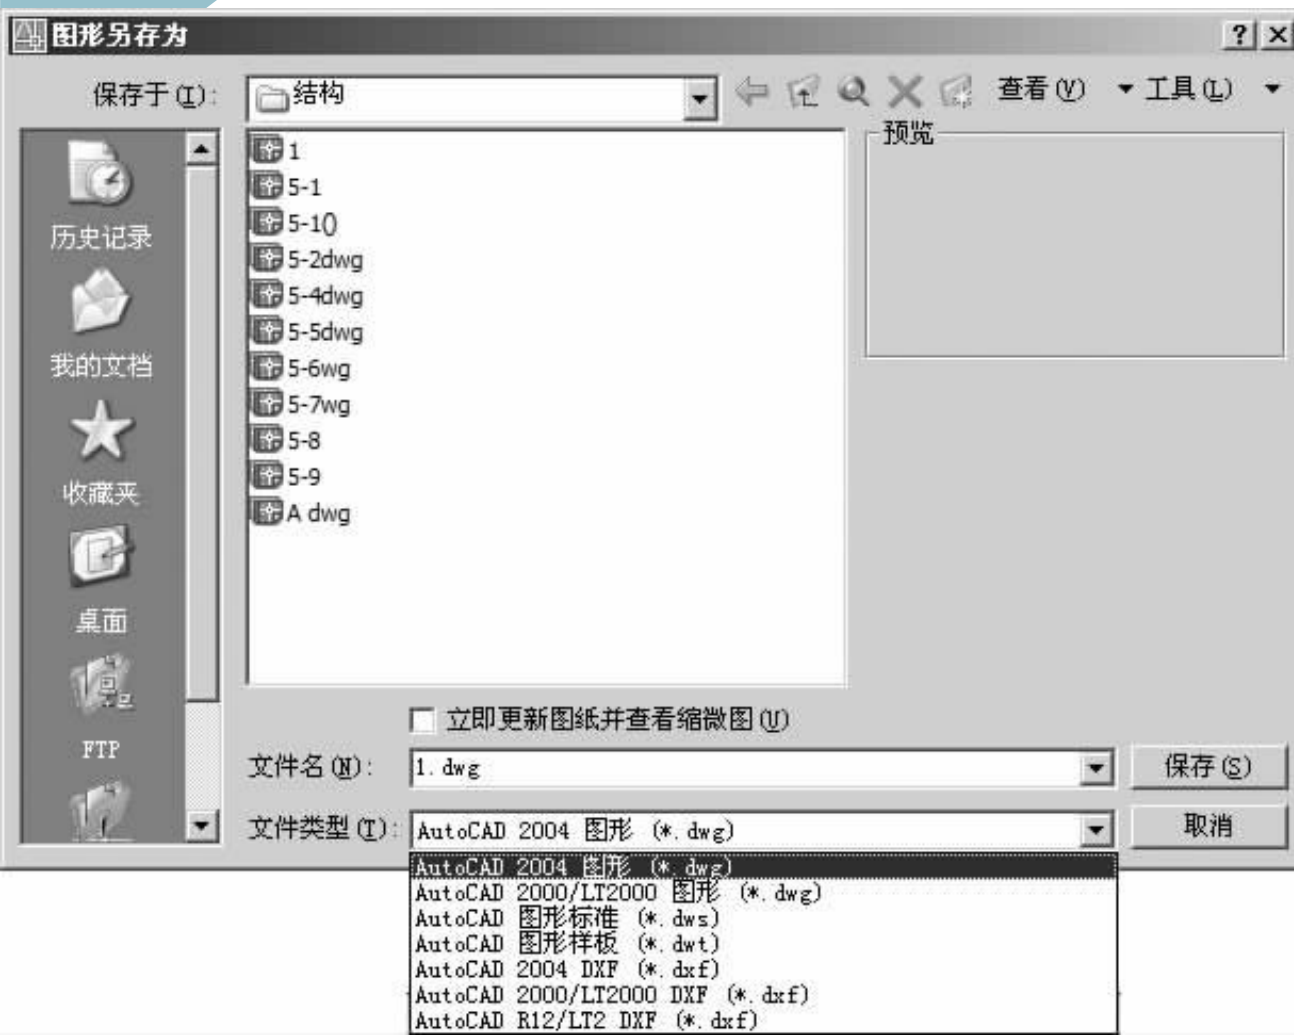 图形另存为
保存于(I):
结构
查看(V)
工具(L)
历史记录
我的文档
收藏夹
桌面
FTP
1
5-1
5-1()
5-2dwg
5-4dwg
5-5dwg
5-6wg
5-7wg
5-8
5-9
A dwg
预览
立即更新图纸并查看缩微图(U)
文件名(N):
1.dwg
保存(S)
文件类型(T):
AutoCAD 2004 图形 (*.dwg)
取消
AutoCAD 2004 图形 (*.dwg)
AutoCAD 2000/LT2000 图形 (*.dwg)
AutoCAD 图形标准 (*.dws)
AutoCAD 图形样板 (*.dwt)
AutoCAD 2004 DXF (*.dxf)
AutoCAD 2000/LT2000 DXF (*.dxf)
AutoCAD R12/LT2 DXF (*.dxf)